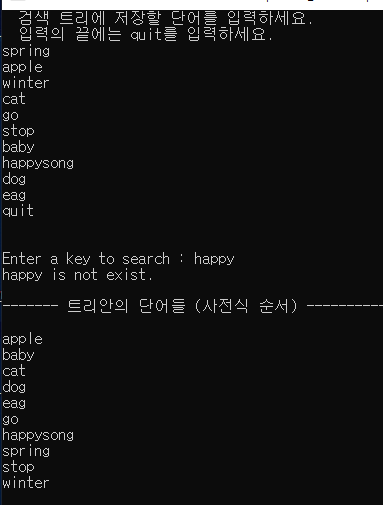 검색 트리에 저장할 단어를 입력하세요.
입력의 끝에는 quit를 입력하세요.
spring
apple
winter
cat
go
stop
baby
happysong
dog
eag
quit
Enter a key to search : happy
happy is not exist.
------- 트리안의 단어들 (사전식 순서) ----------
apple
baby
cat
dog
eag
go
happysong
spring
stop
winter